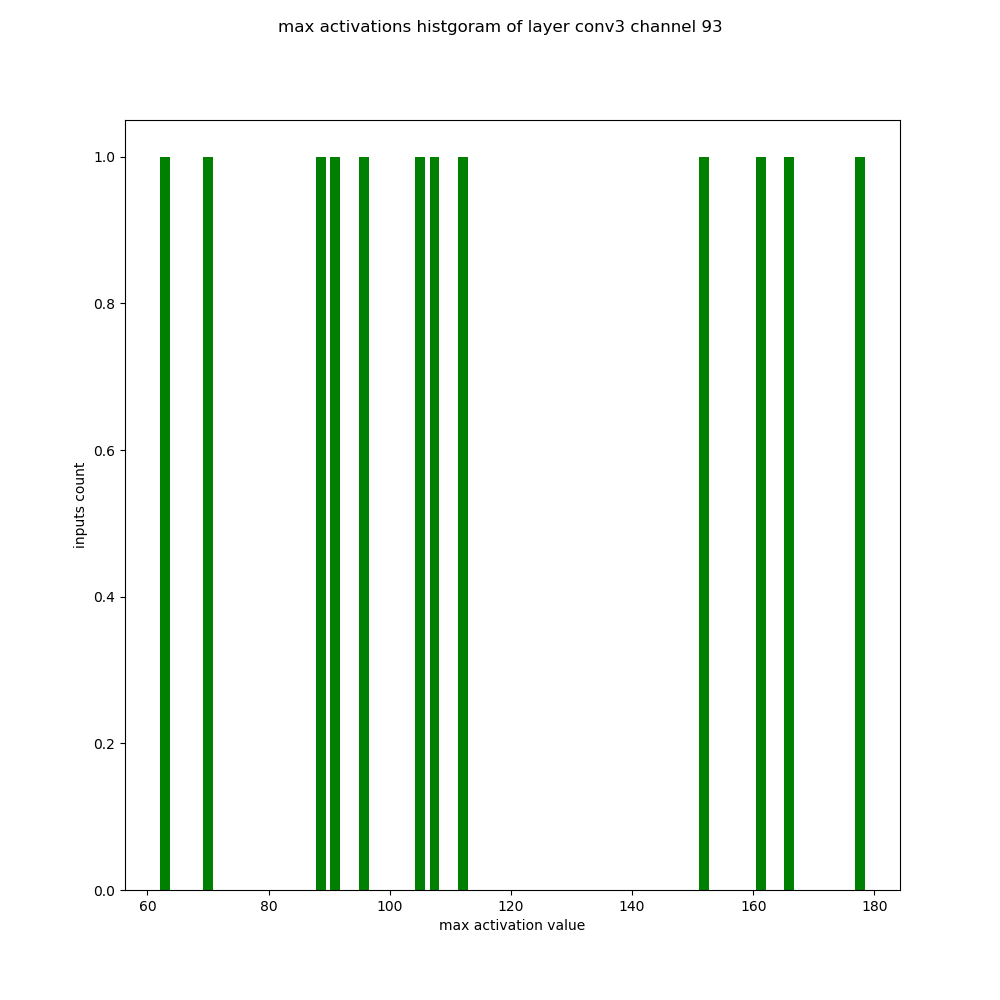 max activations histgoram of layer conv3 channel 93
1.0
0.8
0.6
0.4
0.2
0.0
inputs count
60 80 100 120 140 160 180
max activation value